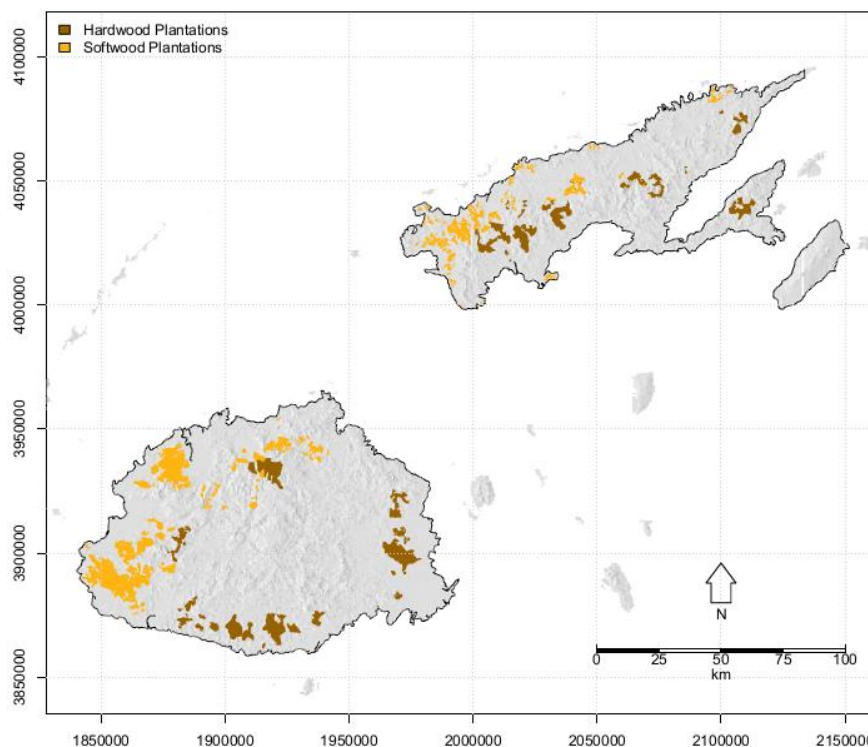 Hardwood Plantations
Softwood Plantations
4100000
4050000
4000000
3950000
3900000
3850000
N
0 25 50 75 100
km
1850000 1900000 1950000 2000000 2050000 2100000 2150000